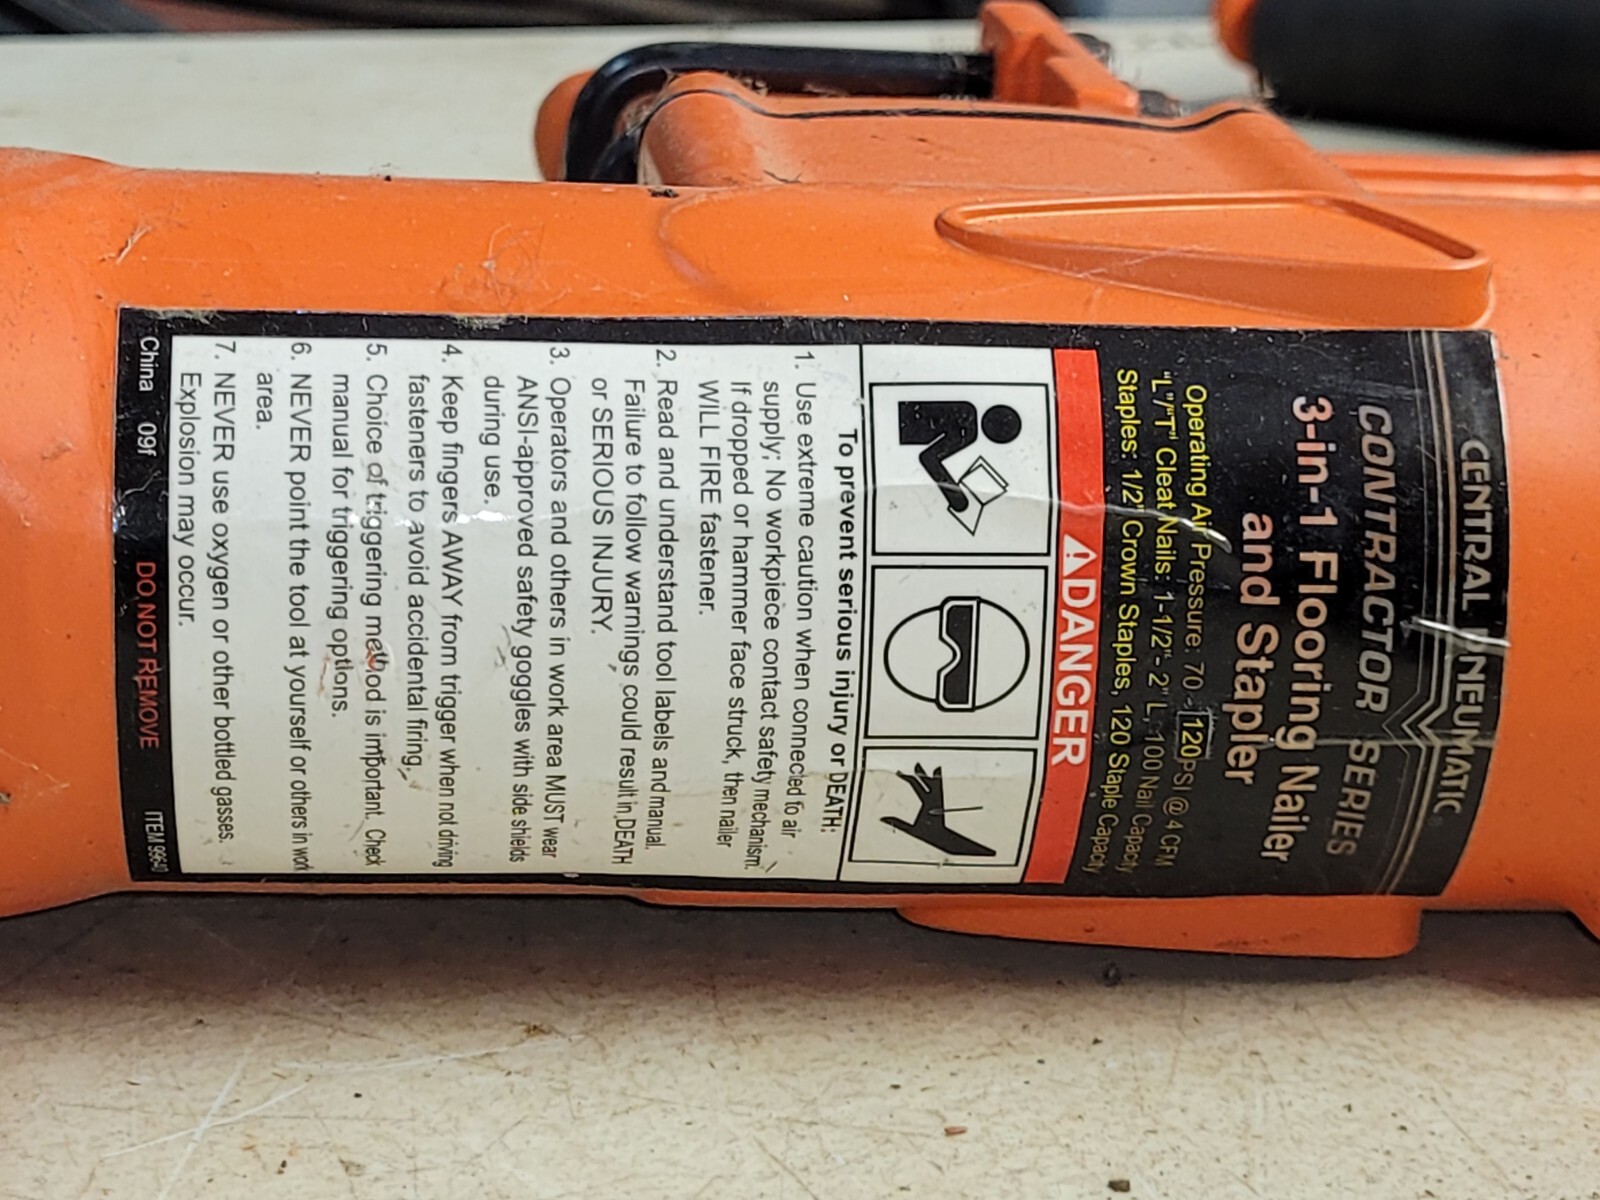 CENTRAL PNEUMATIC
CONTRACTOR SERIES
3-in-1 Flooring Nailer
and Stapler
Operating Air Pressure: 70 - 120 PSI @ 4 CFM
"L"/"T" Cleat Nails: 1-1/2" - 2" L, 100 Nail Capacity
Staples: 1/2" Crown Staples, 120 Staple Capacity
DANGER
To prevent serious injury or DEATH:
1. Use extreme caution when connected to air
supply; No workpiece contact safety mechanism.
If dropped or hammer face struck, then nailer
WILL FIRE fastener.
2. Read and understand tool labels and manual.
Failure to follow warnings could result in DEATH
or SERIOUS INJURY.
3. Operators and others in work area MUST wear
ANSI-approved safety goggles with side shields
during use.
4. Keep fingers AWAY from trigger when not driving
fasteners to avoid accidental firing.
5. Choice of triggering method is important. Check
manual for triggering options.
6. NEVER point the tool at yourself or others in work
area.
7. NEVER use oxygen or other bottled gasses.
Explosion may occur.
China 09f DO NOT REMOVE ITEM